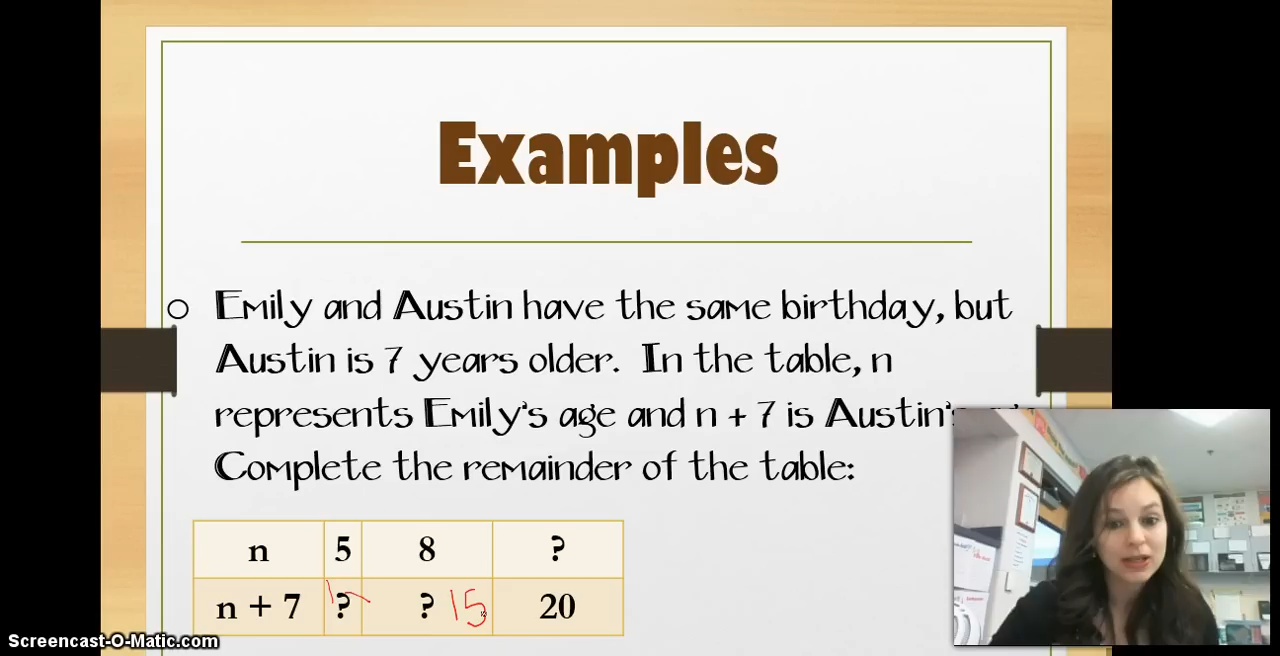 Examples
Emily and Austin have the same birthday, but
Austin is 7 years older. In the table, n
represents Emily's age and n + 7 is Austin's
Complete the remainder of the table:
n 5 8 ?
n + 7 ? ? 15 20
Screencast-O-Matic.com